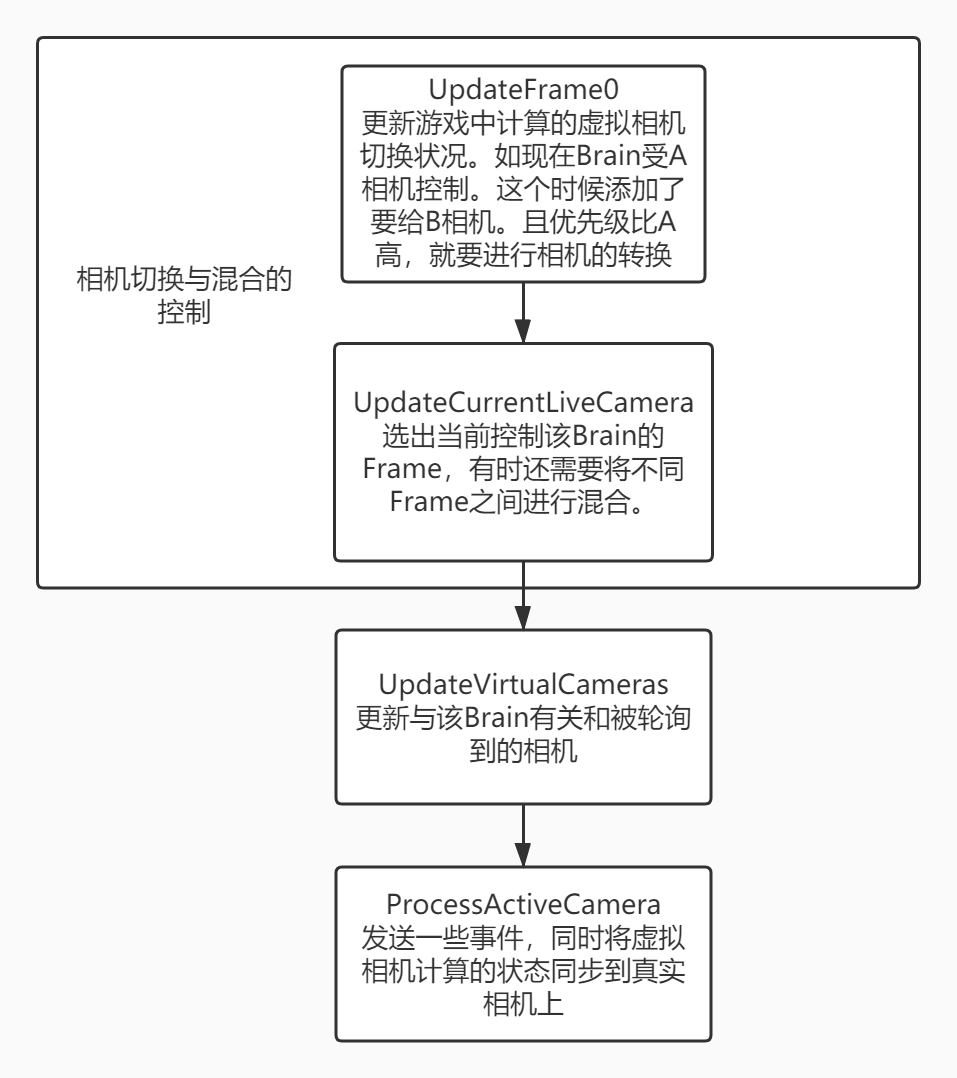 UpdateFrame0
更新游戏中计算的虚拟相机
切换状况。如现在Brain受A
相机控制。这个时候添加了
要给B相机。且优先级比A
高，就要进行相机的转换
相机切换与混合的
控制
UpdateCurrentLiveCamera
选出当前控制该Brain的
Frame，有时还需要将不同
Frame之间进行混合。
UpdateVirtualCameras
更新与该Brain有关和被轮询
到的相机
ProcessActiveCamera
发送一些事件，同时将虚拟
相机计算的状态同步到真实
相机上